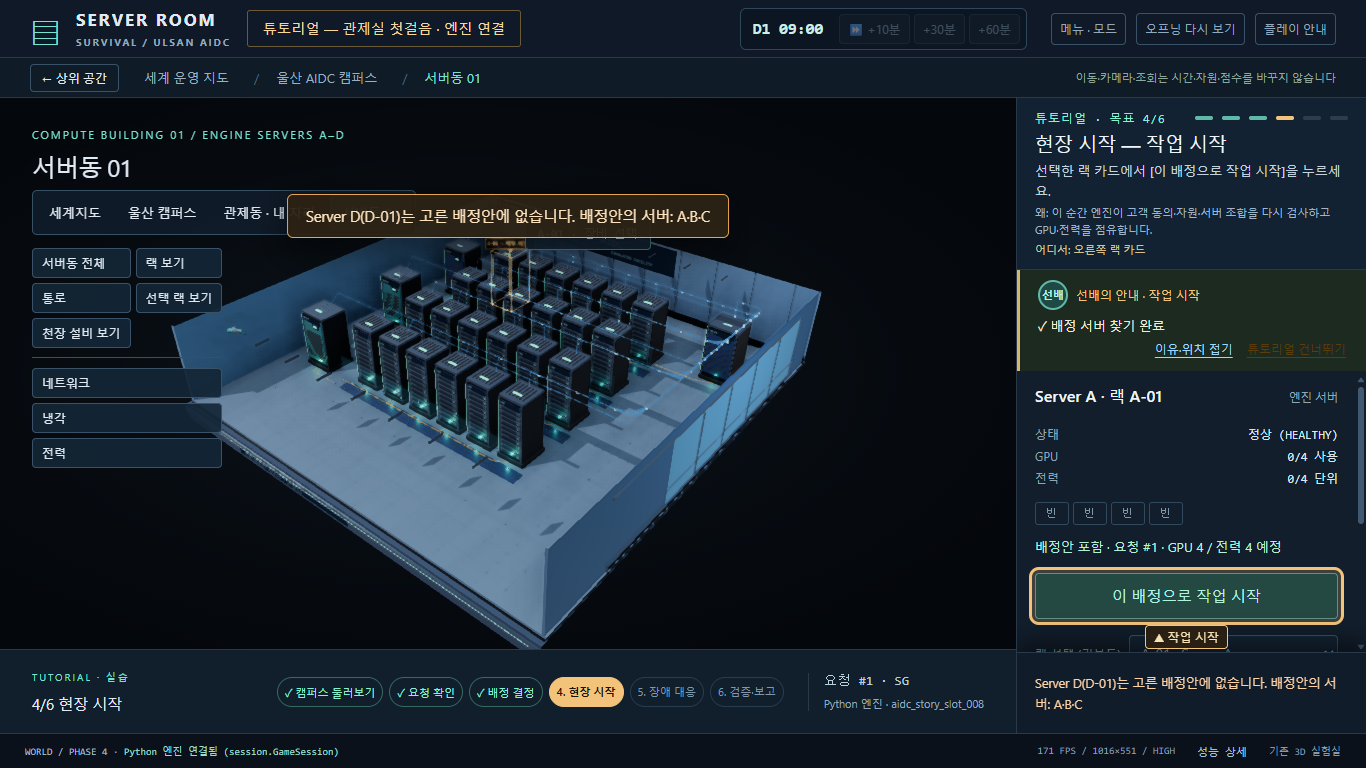 SERVER ROOM
SURVIVAL / ULSAN AIDC
튜토리얼 — 관제실 첫걸음 · 엔진 연결
D1 09:00
⏩ +10분
+30분
+60분
메뉴 · 모드
오프닝 다시 보기
플레이 안내
← 상위 공간
세계 운영 지도 / 울산 AIDC 캠퍼스 / 서버동 01
이동·카메라·조회는 시간·자원·점수를 바꾸지 않습니다
COMPUTE BUILDING 01 / ENGINE SERVERS A–D
서버동 01
세계지도
울산 캠퍼스
관제동 · 내
Server D(D-01)는 고른 배정안에 없습니다. 배정안의 서버: A·B·C
서버동 전체
랙 보기
통로
선택 랙 보기
천장 설비 보기
네트워크
냉각
전력
튜토리얼 · 목표 4/6
현장 시작 — 작업 시작
선택한 랙 카드에서 [이 배정으로 작업 시작]을 누르세
요.
왜: 이 순간 엔진이 고객 동의·자원·서버 조합을 다시 검사하고
GPU·전력을 점유합니다.
어디서: 오른쪽 랙 카드
선배
선배의 안내 · 작업 시작
✓ 배정 서버 찾기 완료
이유·위치 접기
튜토리얼 건너뛰기
Server A · 랙 A-01
엔진 서버
상태
정상 (HEALTHY)
GPU
0/4 사용
전력
0/4 단위
빈
빈
빈
빈
배정안 포함 · 요청 #1 · GPU 4 / 전력 4 예정
이 배정으로 작업 시작
▲ 작업 시작
Server D(D-01)는 고른 배정안에 없습니다. 배정안의 서
버: A·B·C
TUTORIAL · 실습
4/6 현장 시작
✓ 캠퍼스 둘러보기
✓ 요청 확인
✓ 배정 결정
4. 현장 시작
5. 장애 대응
6. 검증·보고
요청 #1 · SG
Python 엔진 · aidc_story_slot_008
WORLD / PHASE 4 · Python 엔진 연결됨 (session.GameSession)
171 FPS / 1016×551 / HIGH
성능 상세
기존 3D 실험실